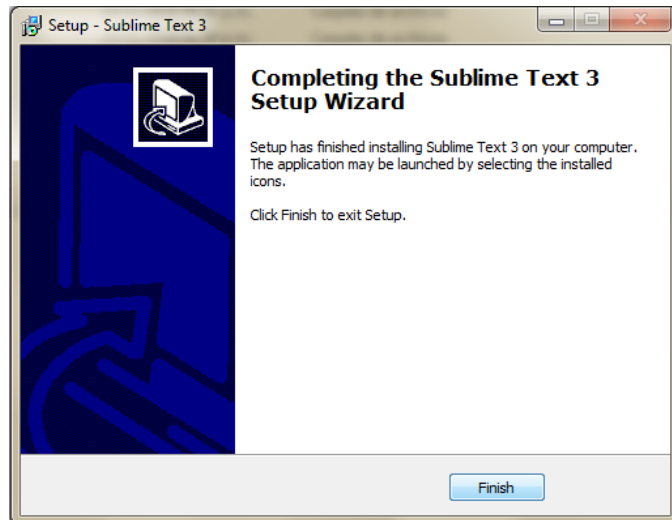 Setup - Sublime Text 3
Completing the Sublime Text 3
Setup Wizard
Setup has finished installing Sublime Text 3 on your computer.
The application may be launched by selecting the installed
icons.
Click Finish to exit Setup.
Finish